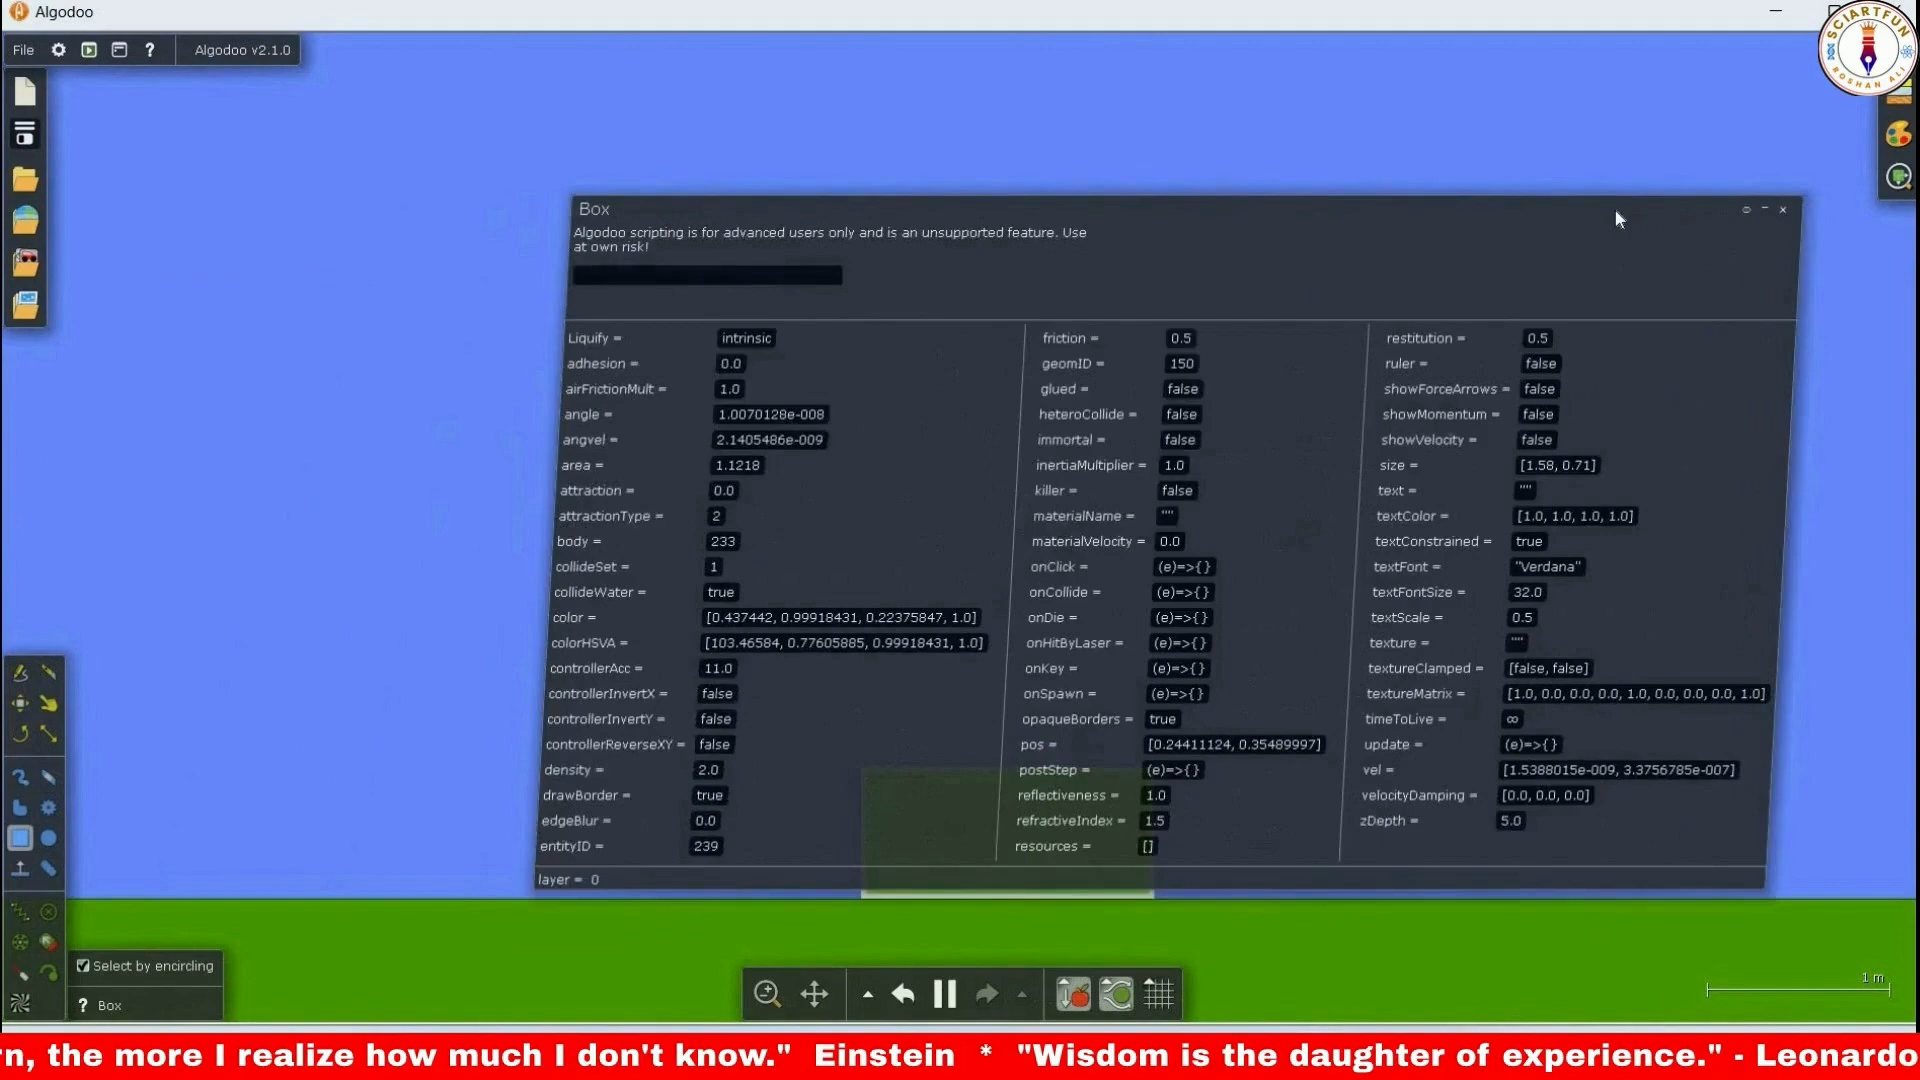 Algodoo
SCIARTFUN
ROSHAN ALI
File
Algodoo v2.1.0
Box
Algodoo scripting is for advanced users only and is an unsupported feature. Use
at own risk!
Liquify = intrinsic
adhesion = 0.0
airFrictionMult = 1.0
angle = 1.0070128e-008
angvel = 2.1405486e-009
area = 1.1218
attraction = 0.0
attractionType = 2
body = 233
collideSet = 1
collideWater = true
color = [0.437442, 0.99918431, 0.22375847, 1.0]
colorHSVA = [103.46584, 0.77605885, 0.99918431, 1.0]
controllerAcc = 11.0
controllerInvertX = false
controllerInvertY = false
controllerReverseXY = false
density = 2.0
drawBorder = true
edgeBlur = 0.0
entityID = 239
friction = 0.5
geomID = 150
glued = false
heteroCollide = false
immortal = false
inertiaMultiplier = 1.0
killer = false
materialName = ""
materialVelocity = 0.0
onClick = (e)=>{}
onCollide = (e)=>{}
onDie = (e)=>{}
onHitByLaser = (e)=>{}
onKey = (e)=>{}
onSpawn = (e)=>{}
opaqueBorders = true
pos = [0.24411124, 0.35489997]
postStep = (e)=>{}
reflectiveness = 1.0
refractiveIndex = 1.5
resources = []
restitution = 0.5
ruler = false
showForceArrows = false
showMomentum = false
showVelocity = false
size = [1.58, 0.71]
text = ""
textColor = [1.0, 1.0, 1.0, 1.0]
textConstrained = true
textFont = "Verdana"
textFontSize = 32.0
textScale = 0.5
texture = ""
textureClamped = [false, false]
textureMatrix = [1.0, 0.0, 0.0, 0.0, 1.0, 0.0, 0.0, 0.0, 1.0]
timeToLive = ∞
update = (e)=>{}
vel = [1.5388015e-009, 3.3756785e-007]
velocityDamping = [0.0, 0.0, 0.0]
zDepth = 5.0
layer = 0
Select by encircling
? Box
1 m
rn, the more I realize how much I don't know." Einstein * "Wisdom is the daughter of experience." - Leonardo